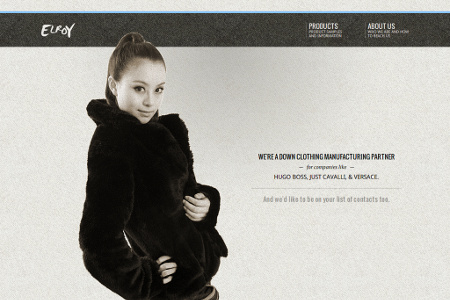 ELROY
PRODUCTS
PRODUCT SAMPLES
AND INFORMATION
ABOUT US
WHO WE ARE AND HOW
TO REACH US
WE'RE A DOWN CLOTHING MANUFACTURING PARTNER
— for companies like —
HUGO BOSS, JUST CAVALLI, & VERSACE.
And we'd like to be on your list of contacts too.